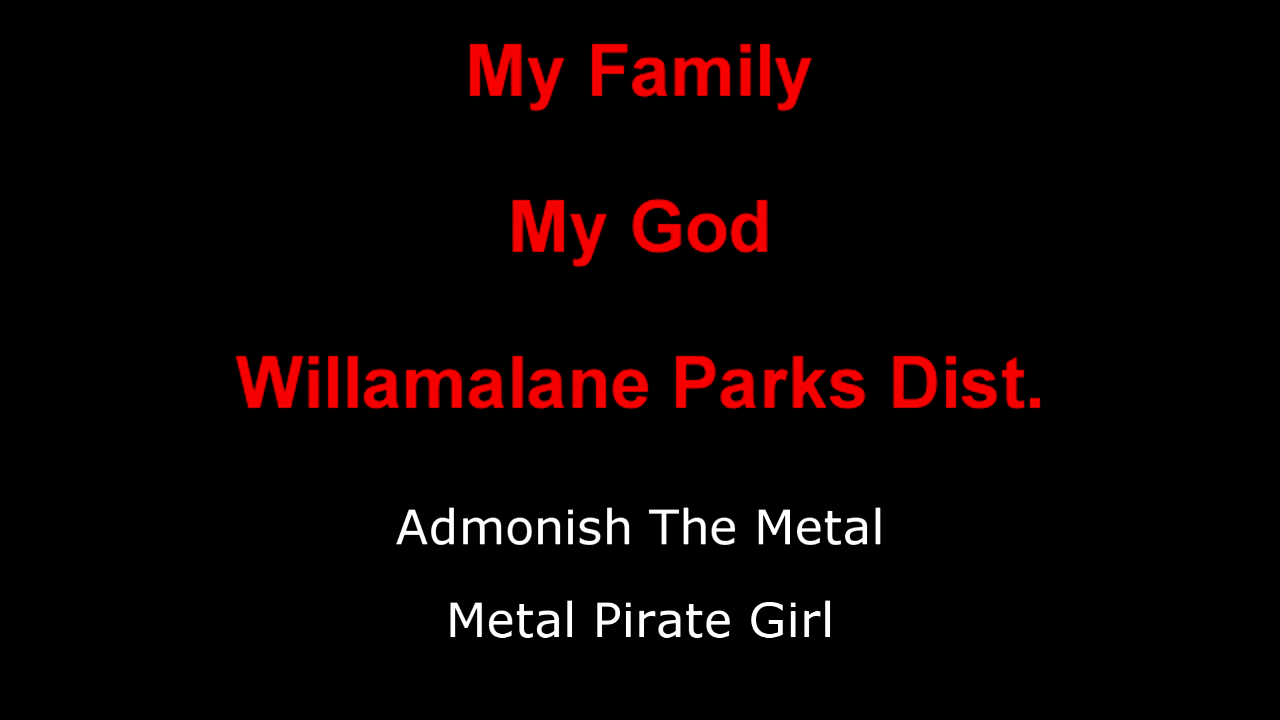 My Family
My God
Willamalane Parks Dist.
Admonish The Metal
Metal Pirate Girl